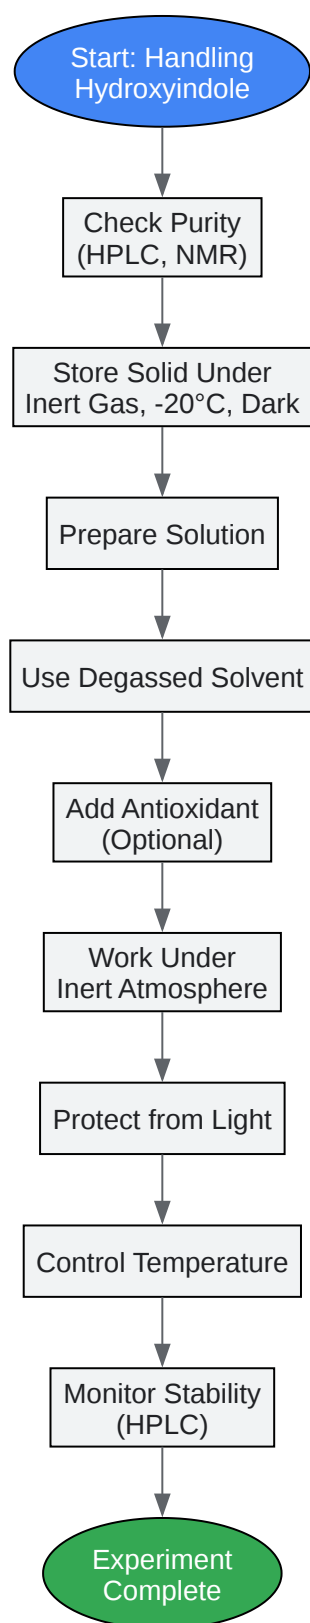 Start: Handling
Hydroxyindole
Check Purity
(HPLC, NMR)
Store Solid Under
Inert Gas, -20°C, Dark
Prepare Solution
Use Degassed Solvent
Add Antioxidant
(Optional)
Work Under
Inert Atmosphere
Protect from Light
Control Temperature
Monitor Stability
(HPLC)
Experiment
Complete